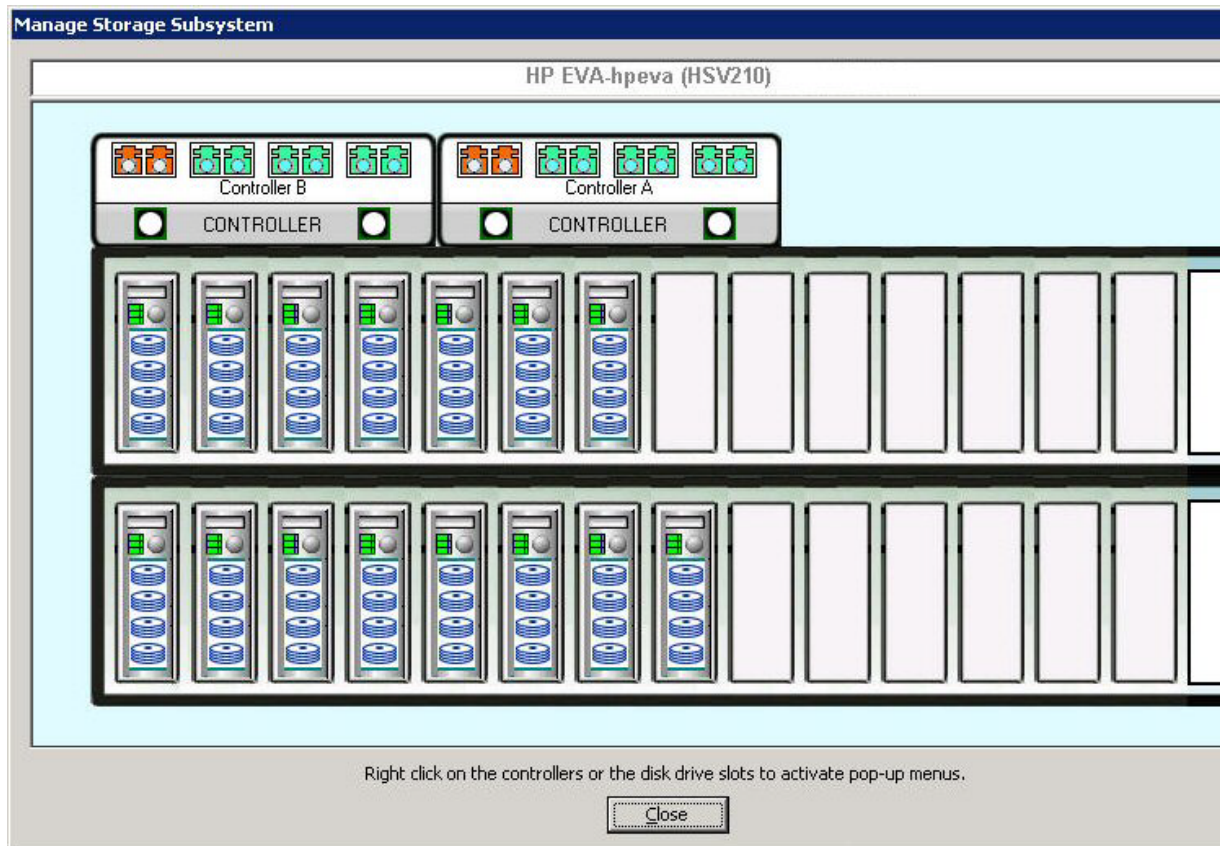 Manage Storage Subsystem
HP EVA-hpeva (HSV210)
Controller B
Controller A
CONTROLLER
CONTROLLER
Right click on the controllers or the disk drive slots to activate pop-up menus.
Close